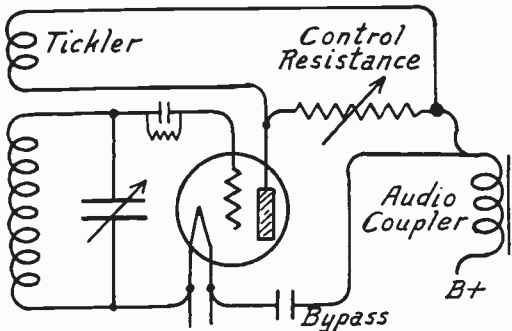 Tickler
Control
Resistance
Audio
Coupler
B+
Bypass